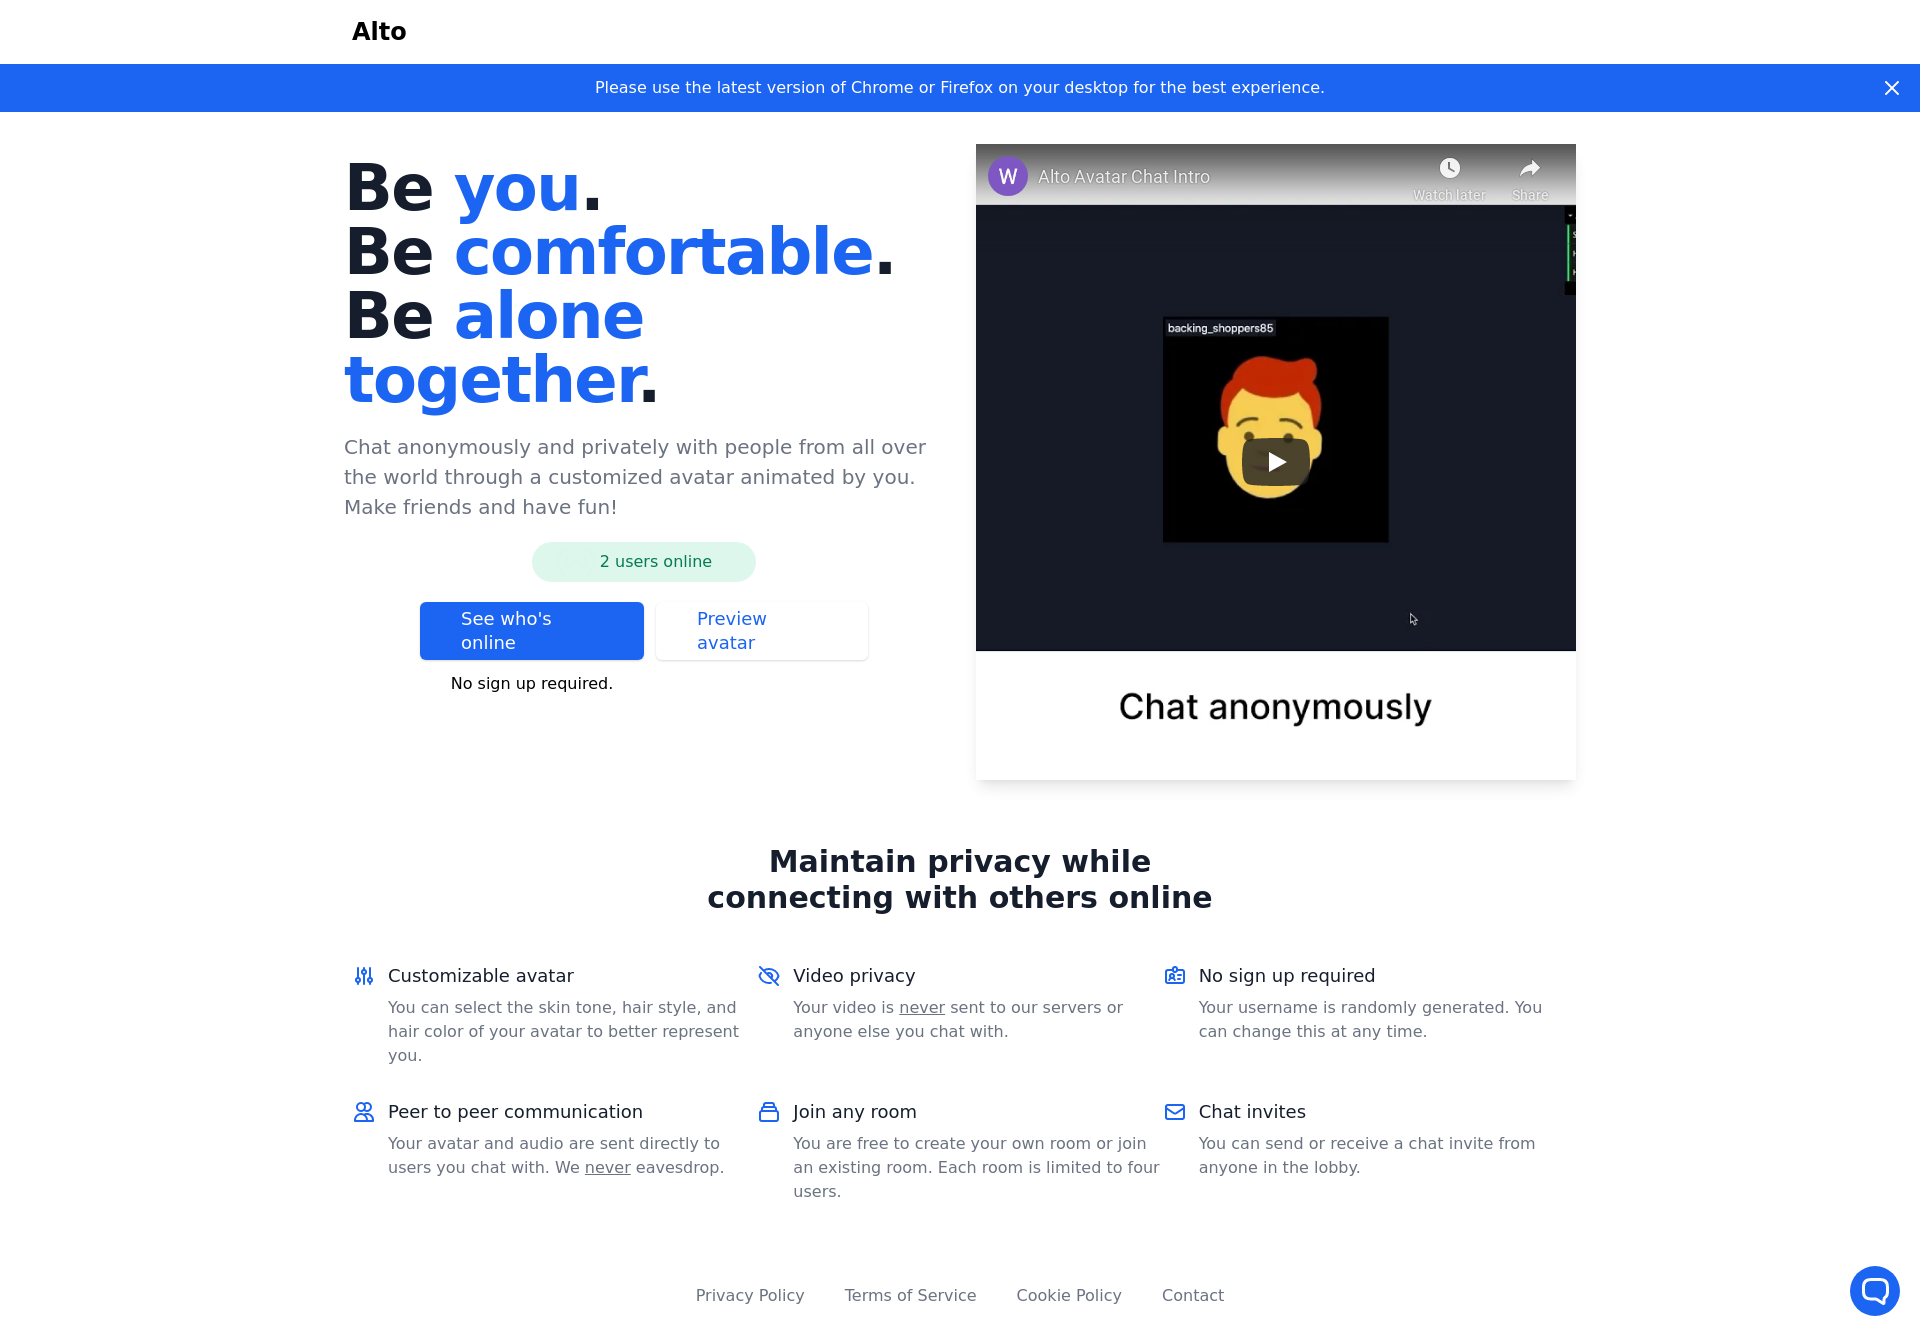 Alto
Please use the latest version of Chrome or Firefox on your desktop for the best experience.
Be you.
Be comfortable.
Be alone
together.
Chat anonymously and privately with people from all over
the world through a customized avatar animated by you.
Make friends and have fun!
2 users online
See who's
online
Preview
avatar
No sign up required.
W
Alto Avatar Chat Intro
Watch later
Share
backing_shoppers85
Chat anonymously
Maintain privacy while
connecting with others online
Customizable avatar
You can select the skin tone, hair style, and
hair color of your avatar to better represent
you.
Video privacy
Your video is never sent to our servers or
anyone else you chat with.
No sign up required
Your username is randomly generated. You
can change this at any time.
Peer to peer communication
Your avatar and audio are sent directly to
users you chat with. We never eavesdrop.
Join any room
You are free to create your own room or join
an existing room. Each room is limited to four
users.
Chat invites
You can send or receive a chat invite from
anyone in the lobby.
Privacy Policy
Terms of Service
Cookie Policy
Contact